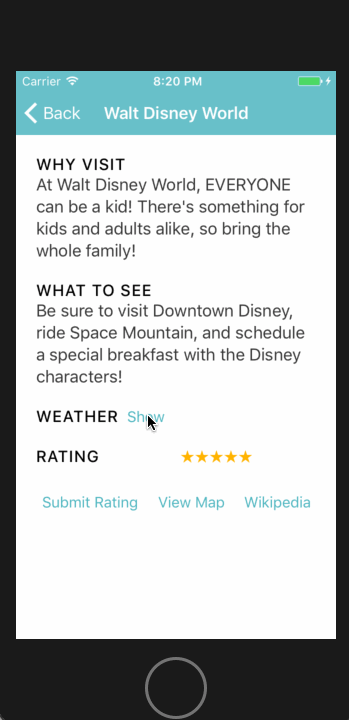 Carrier 8:20 PM
Back Walt Disney World
WHY VISIT
At Walt Disney World, EVERYONE
can be a kid! There's something for
kids and adults alike, so bring the
whole family!
WHAT TO SEE
Be sure to visit Downtown Disney,
ride Space Mountain, and schedule
a special breakfast with the Disney
characters!
WEATHER Show
RATING ★★★★★
Submit Rating View Map Wikipedia